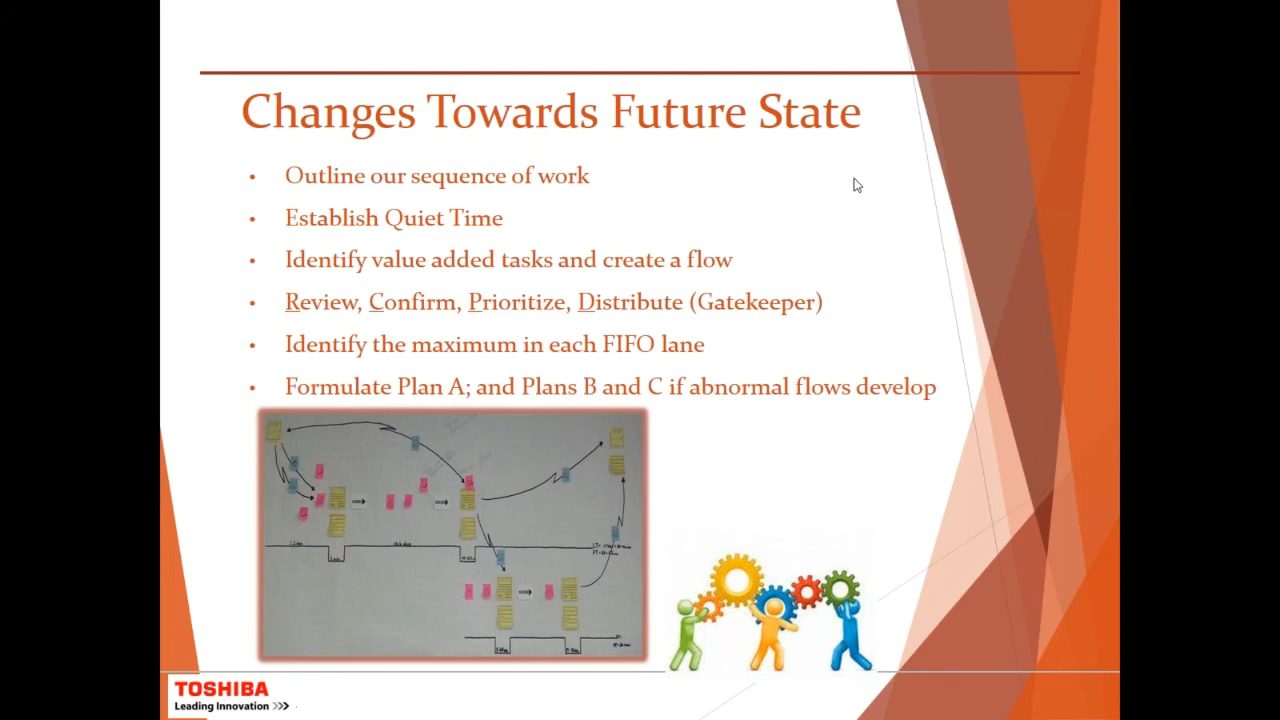 Changes Towards Future State
• Outline our sequence of work
• Establish Quiet Time
• Identify value added tasks and create a flow
• Review, Confirm, Prioritize, Distribute (Gatekeeper)
• Identify the maximum in each FIFO lane
• Formulate Plan A; and Plans B and C if abnormal flows develop
TOSHIBA
Leading Innovation >>>